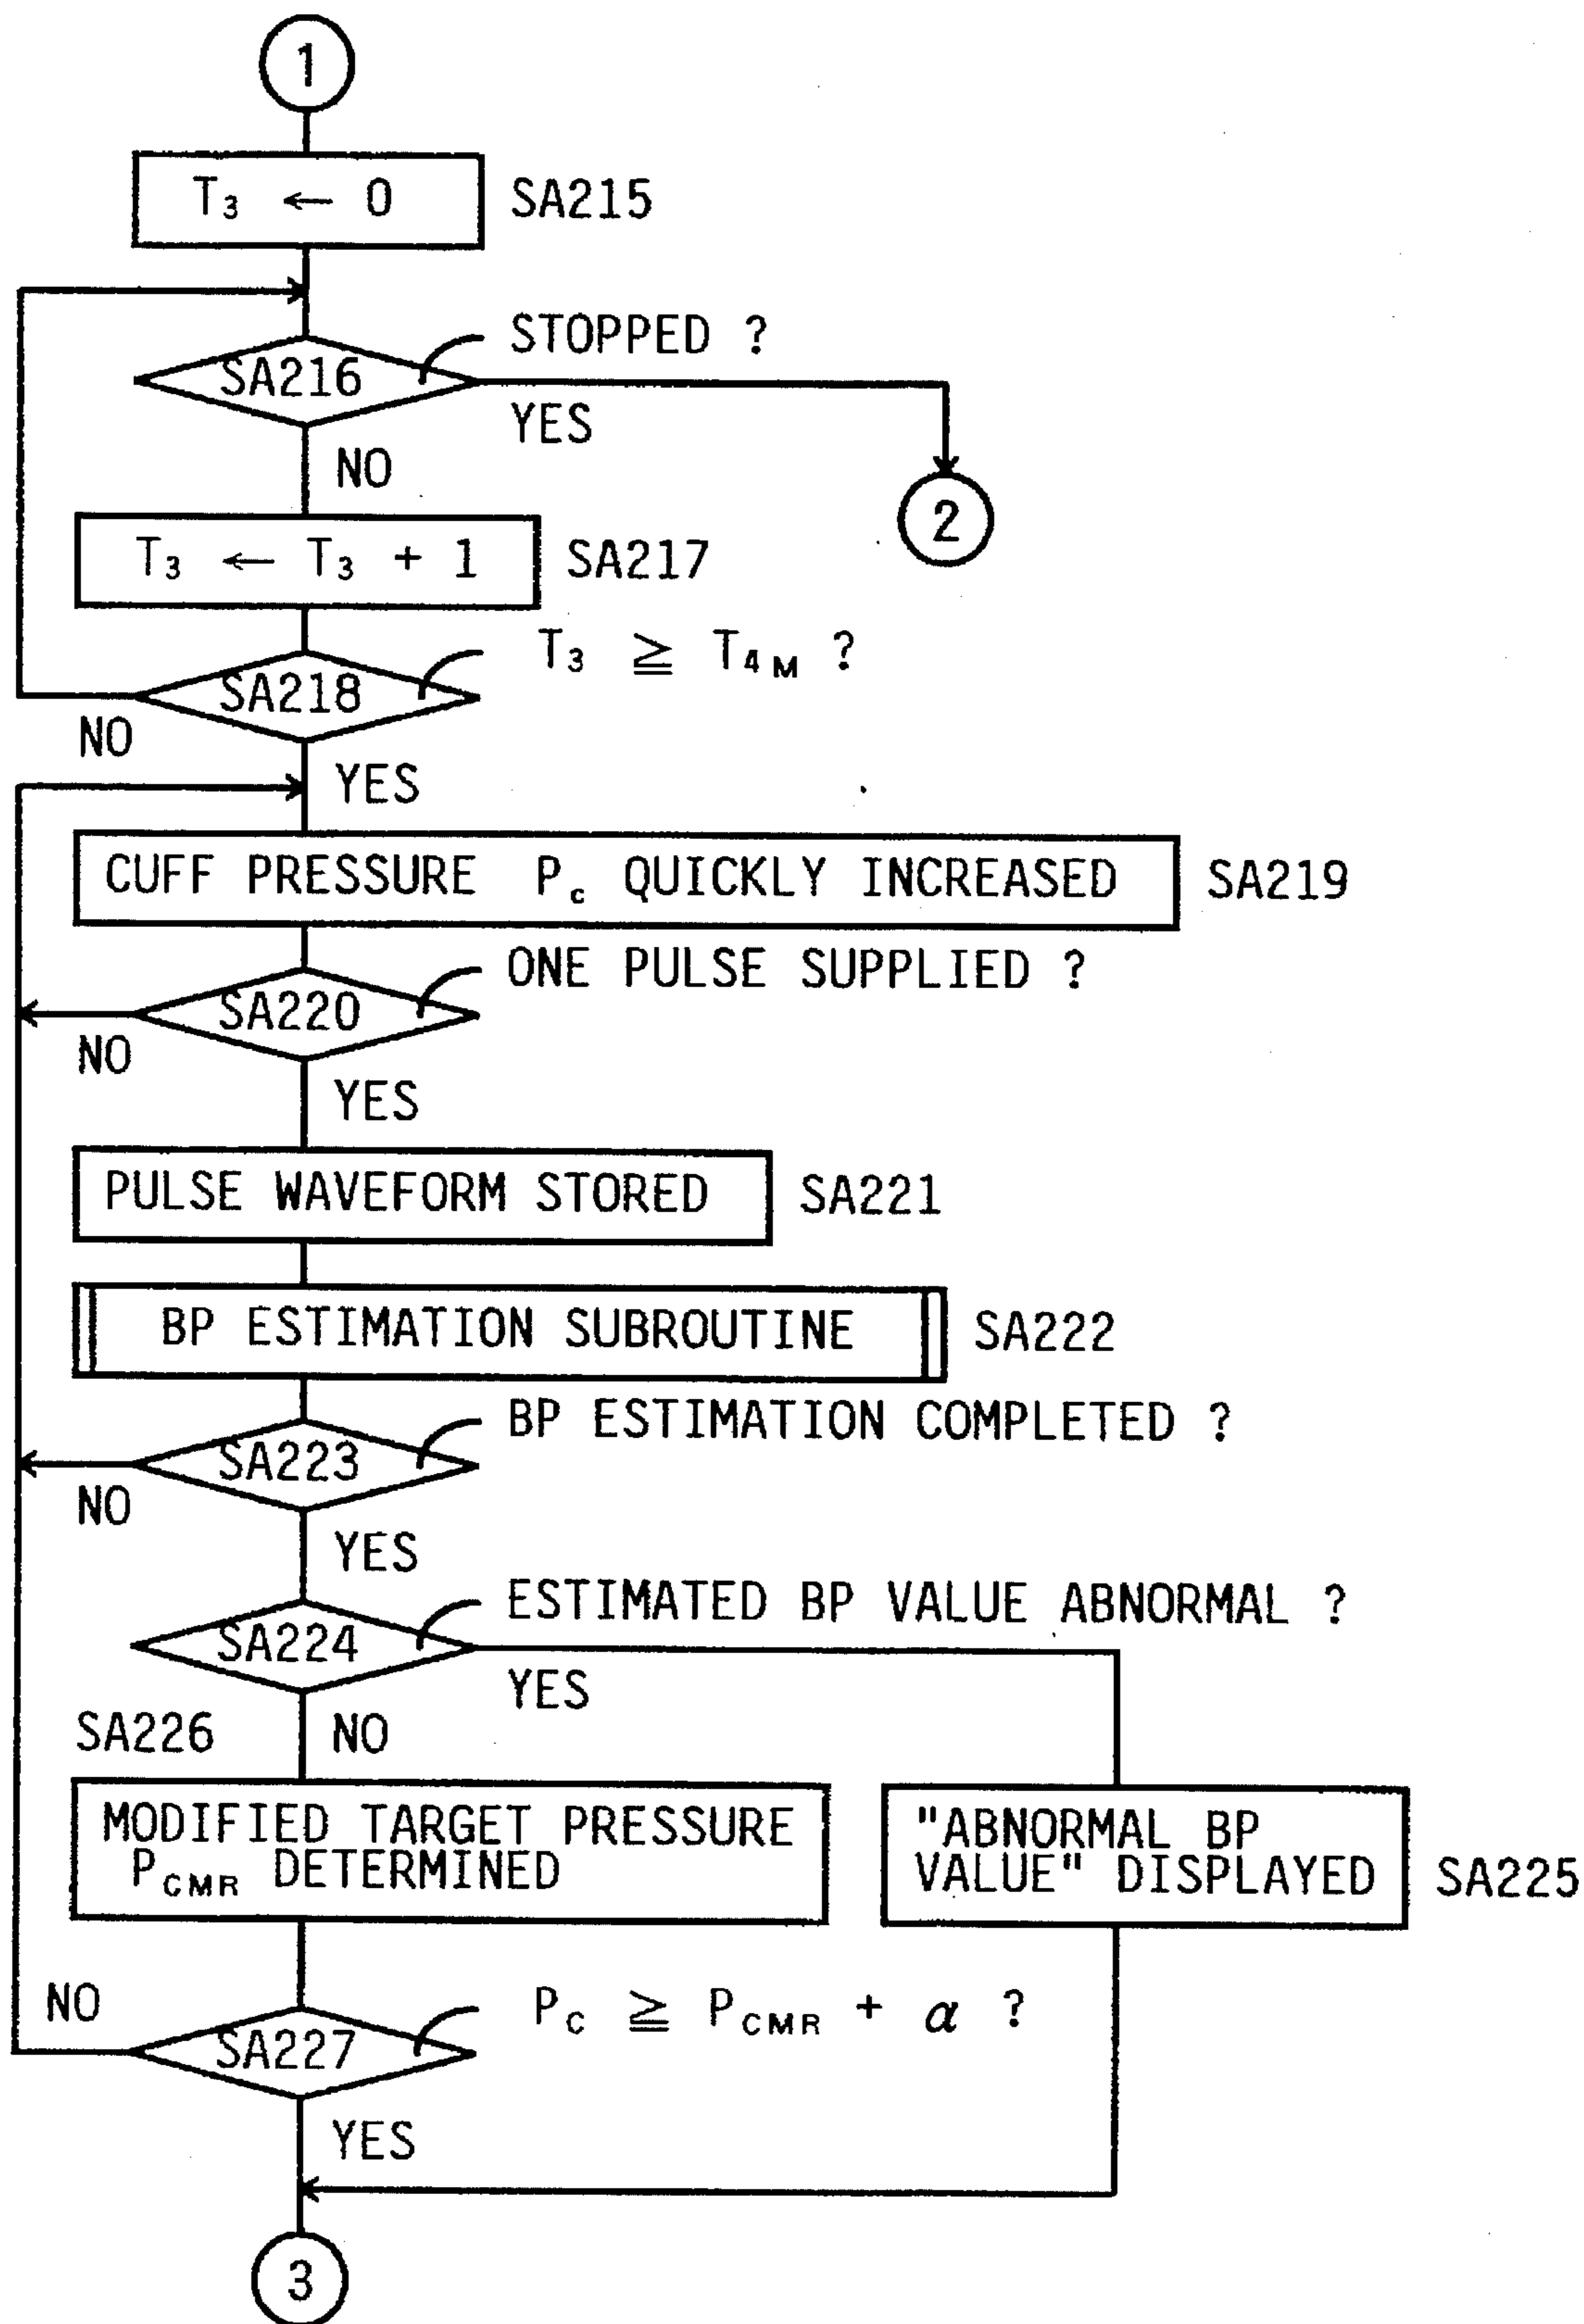 1
T₃ ← 0 SA215
STOPPED ?
SA216
YES
NO
2
T₃ ← T₃ + 1 SA217
T₃ ≧ T₄ₘ ?
SA218
NO
YES
CUFF PRESSURE P꜀ QUICKLY INCREASED SA219
ONE PULSE SUPPLIED ?
SA220
NO
YES
PULSE WAVEFORM STORED SA221
BP ESTIMATION SUBROUTINE SA222
BP ESTIMATION COMPLETED ?
SA223
NO
YES
ESTIMATED BP VALUE ABNORMAL ?
SA224
YES
SA226 NO
MODIFIED TARGET PRESSURE
PCMR DETERMINED
"ABNORMAL BP
VALUE" DISPLAYED SA225
NO
PC ≧ PCMR + α ?
SA227
YES
3